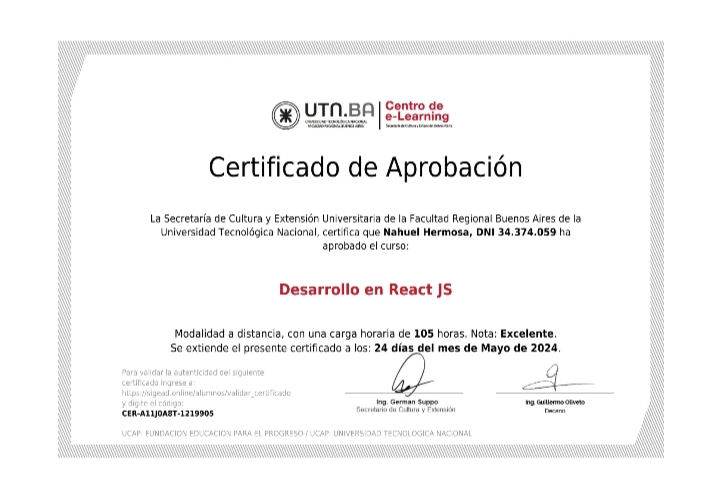 UTN.BA
UNIVERSIDAD TECNOLÓGICA NACIONAL
FACULTAD REGIONAL BUENOS AIRES
Centro de
e-Learning
Certificado de Aprobación
La Secretaría de Cultura y Extensión Universitaria de la Facultad Regional Buenos Aires de la
Universidad Tecnológica Nacional, certifica que Nahuel Hermosa, DNI 34.374.059 ha
aprobado el curso:
Desarrollo en React JS
Modalidad a distancia, con una carga horaria de 105 horas. Nota: Excelente.
Se extiende el presente certificado a los: 24 días del mes de Mayo de 2024.
Para validar la autenticidad del siguiente
certificado ingrese a:
https://sigead.online/alumnos/validar_certificado
y digite el código:
CER-A11J0A8T-1219905
Ing. German Suppo
Secretario de Cultura y Extensión
Ing. Guillermo Oliveto
Decano
UCAP: FUNDACION EDUCACION PARA EL PROGRESO / UCAP: UNIVERSIDAD TECNOLOGICA NACIONAL